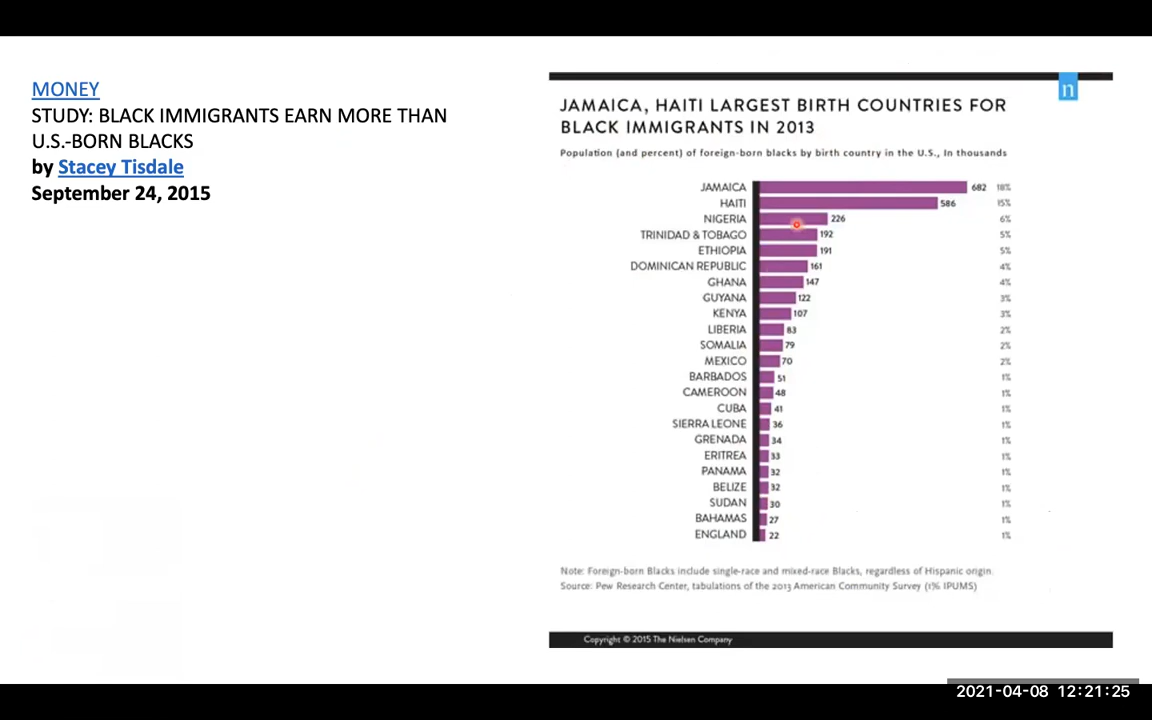 MONEY
STUDY: BLACK IMMIGRANTS EARN MORE THAN
U.S.-BORN BLACKS
by Stacey Tisdale
September 24, 2015
n
JAMAICA, HAITI LARGEST BIRTH COUNTRIES FOR
BLACK IMMIGRANTS IN 2013
Population (and percent) of foreign-born blacks by birth country in the U.S., In thousands
JAMAICA 682 18%
HAITI 586 15%
NIGERIA 226 6%
TRINIDAD & TOBAGO 192 5%
ETHIOPIA 191 5%
DOMINICAN REPUBLIC 161 4%
GHANA 147 4%
GUYANA 122 3%
KENYA 107 3%
LIBERIA 83 2%
SOMALIA 79 2%
MEXICO 70 2%
BARBADOS 51 1%
CAMEROON 48 1%
CUBA 41 1%
SIERRA LEONE 36 1%
GRENADA 34 1%
ERITREA 33 1%
PANAMA 32 1%
BELIZE 32 1%
SUDAN 30 1%
BAHAMAS 27 1%
ENGLAND 22 1%
Note: Foreign-born Blacks include single-race and mixed-race Blacks, regardless of Hispanic origin.
Source: Pew Research Center, tabulations of the 2013 American Community Survey (1% IPUMS)
Copyright © 2015 The Nielsen Company
2021-04-08 12:21:25